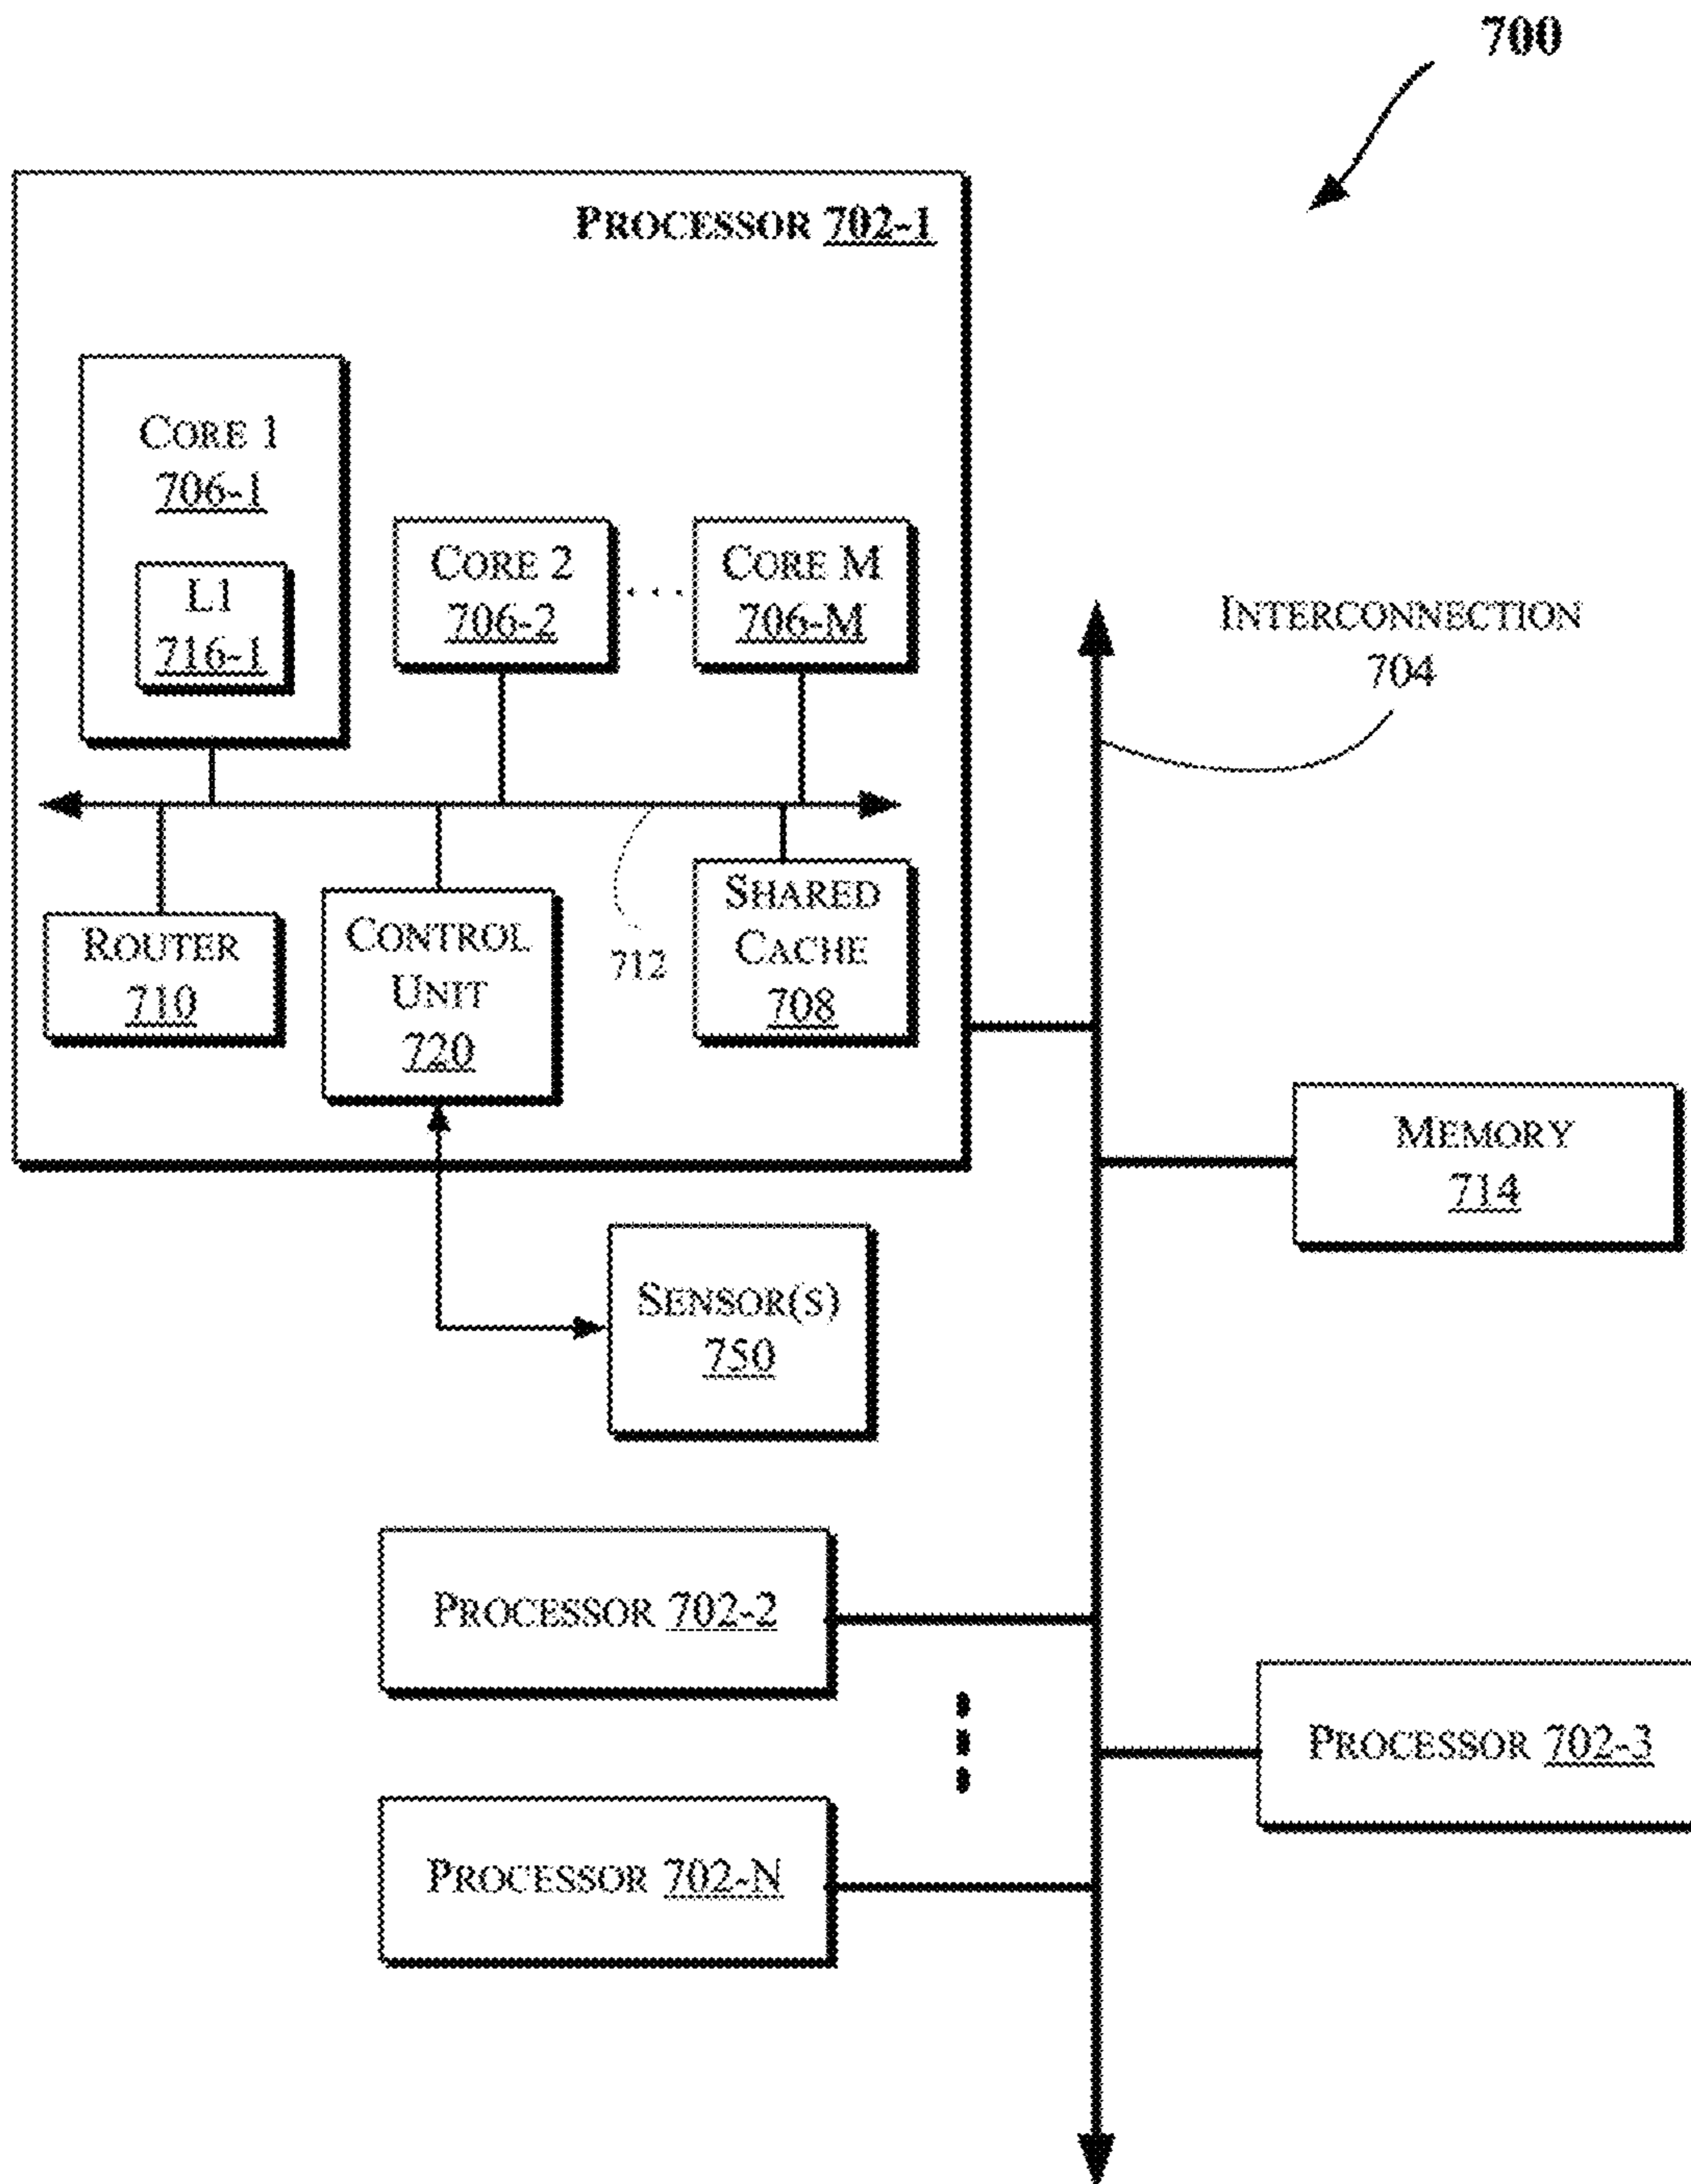 700
PROCESSOR 702-1
CORE 1
706-1
L1
716-1
CORE 2
706-2
CORE M
706-M
INTERCONNECTION
704
ROUTER
710
CONTROL
UNIT
720
712
SHARED
CACHE
708
MEMORY
714
SENSOR(S)
750
PROCESSOR 702-2
PROCESSOR 702-3
PROCESSOR 702-N